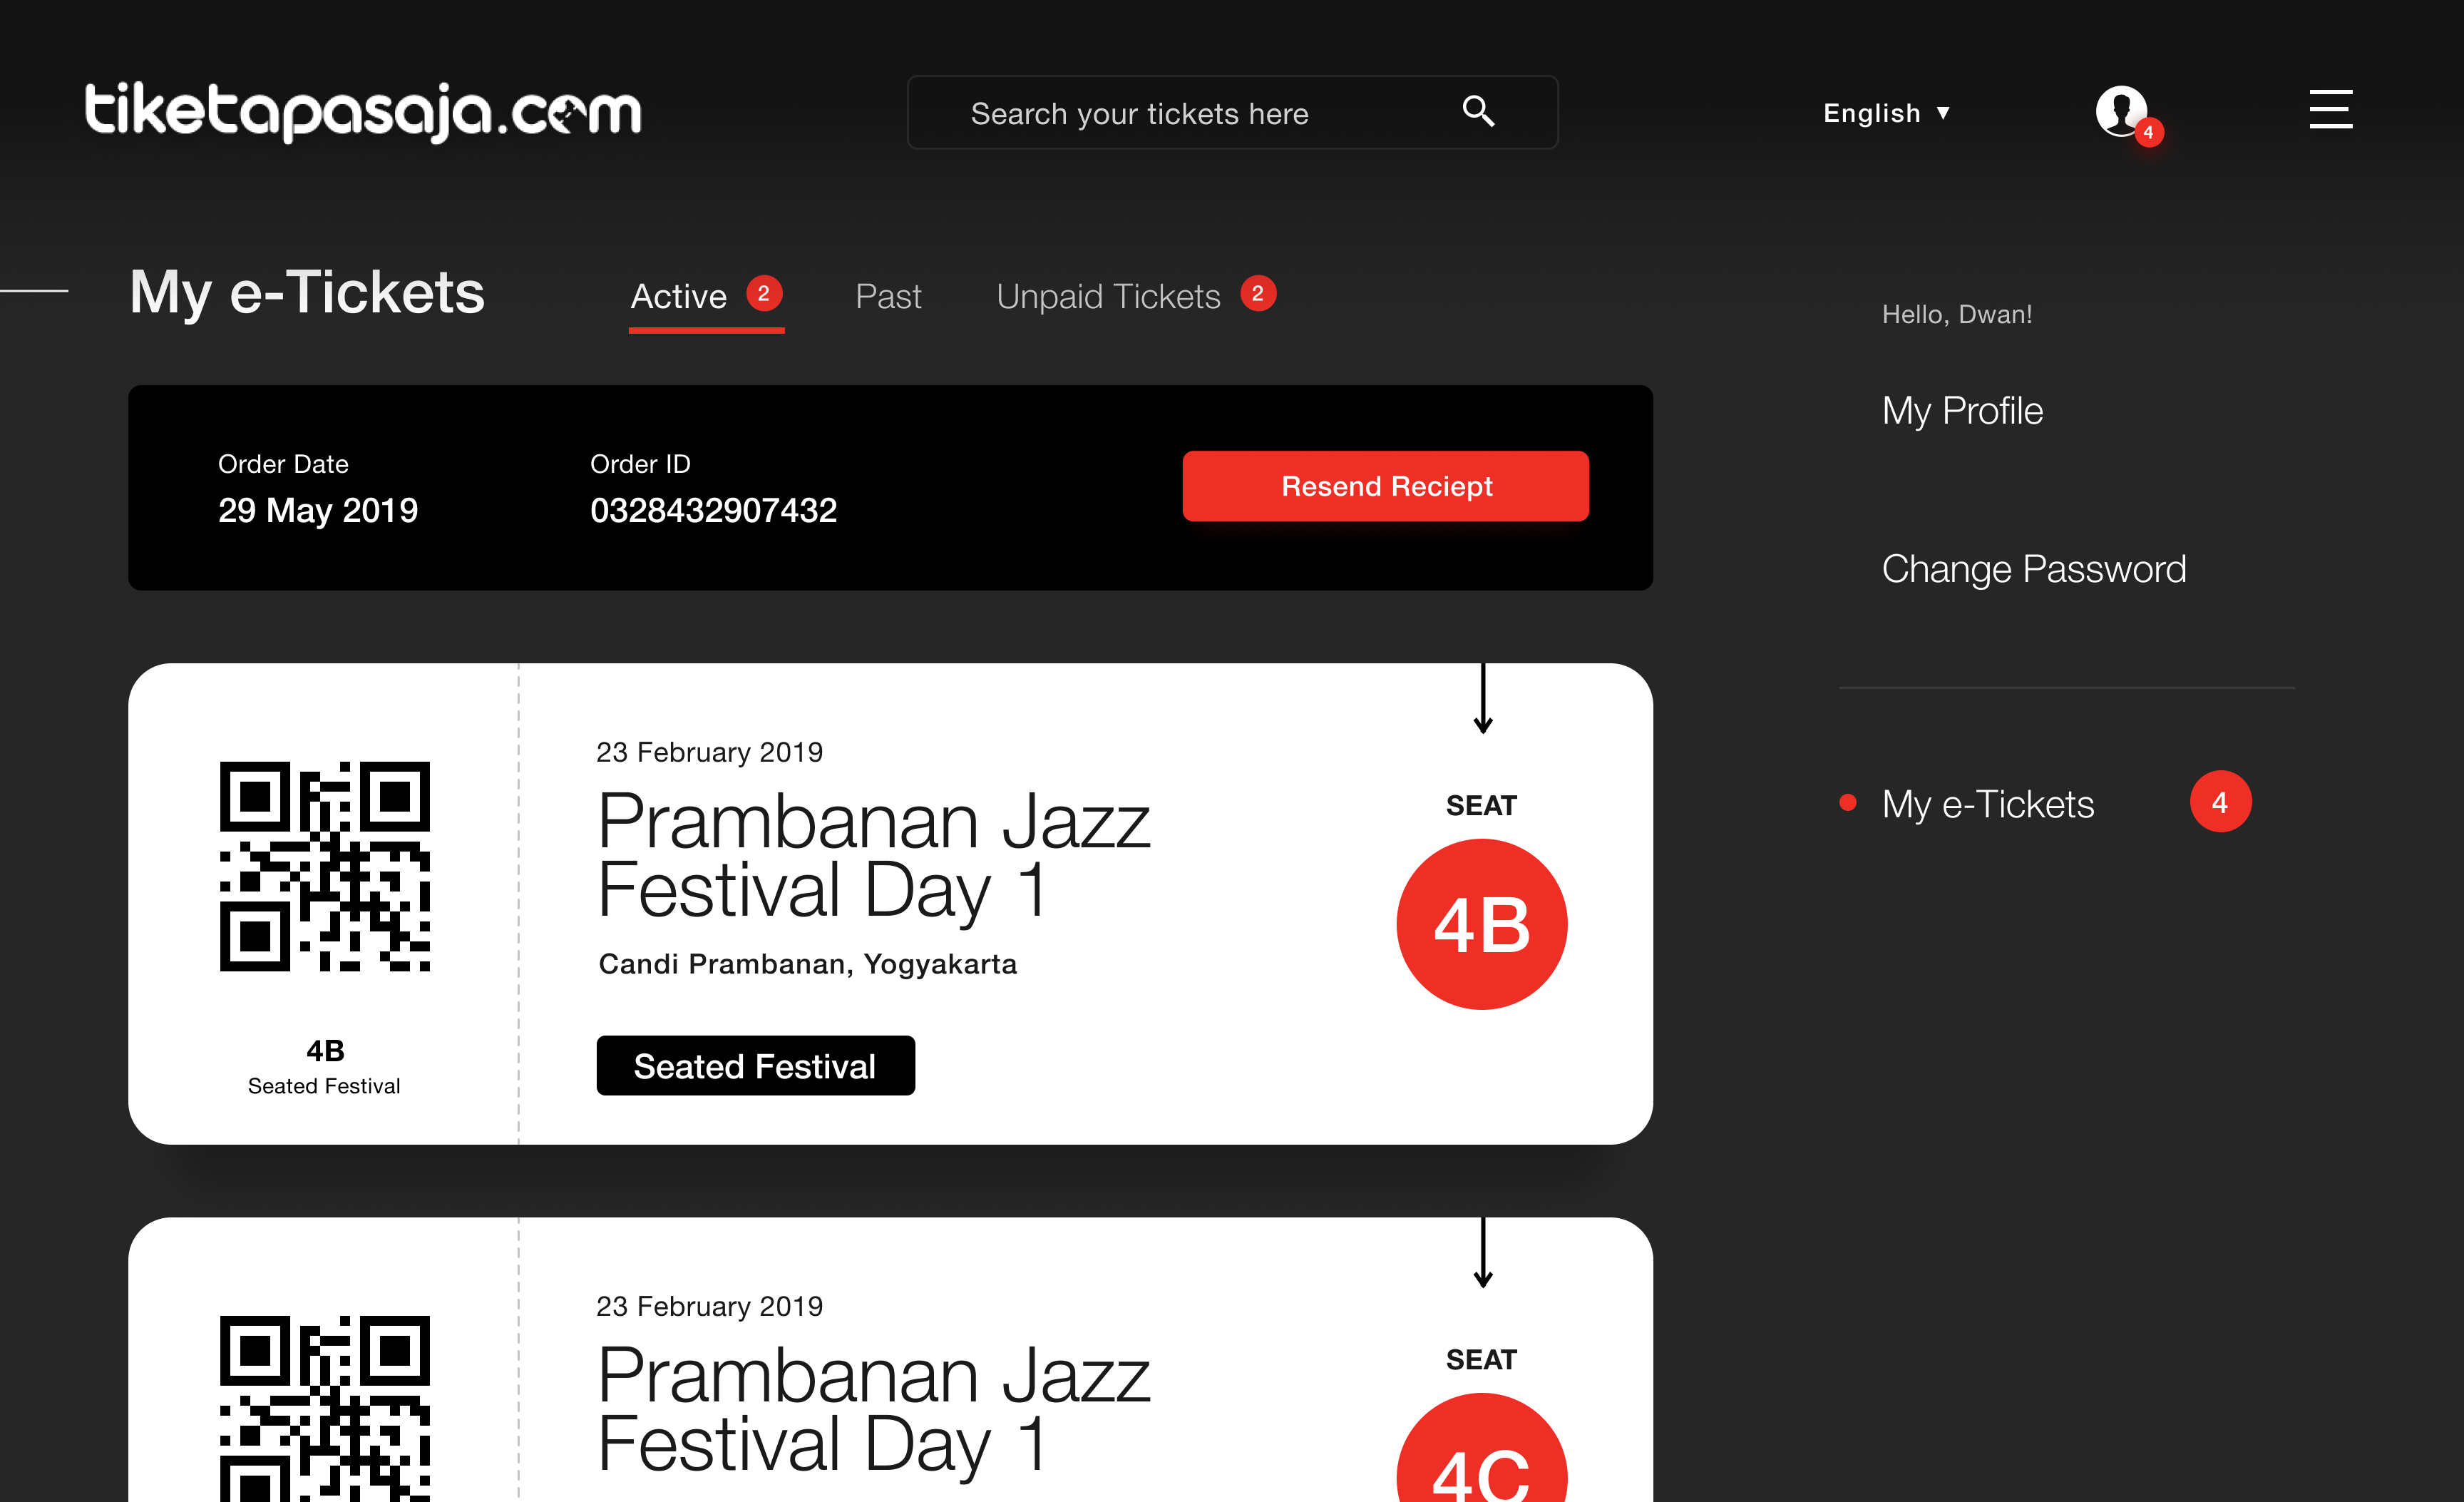 tiketapasaja.com
Search your tickets here
English ▼
4
My e-Tickets
Active 2
Past
Unpaid Tickets 2
Order Date
29 May 2019
Order ID
0328432907432
Resend Reciept
Hello, Dwan!
My Profile
Change Password
My e-Tickets 4
4B
Seated Festival
23 February 2019
Prambanan Jazz
Festival Day 1
Candi Prambanan, Yogyakarta
Seated Festival
SEAT
4B
23 February 2019
Prambanan Jazz
Festival Day 1
SEAT
4C